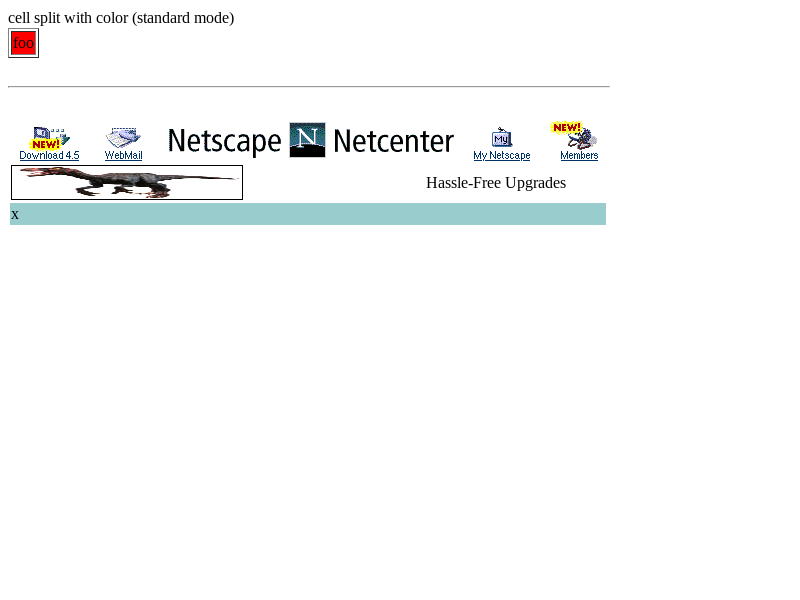 cell split with color (standard mode)
foo
NEW! NEW!
Download 4.5 WebMail Netscape N Netcenter My My Netscape Members
Hassle-Free Upgrades
x